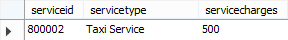 serviceid servicetype servicecharges
800002 Taxi Service 500